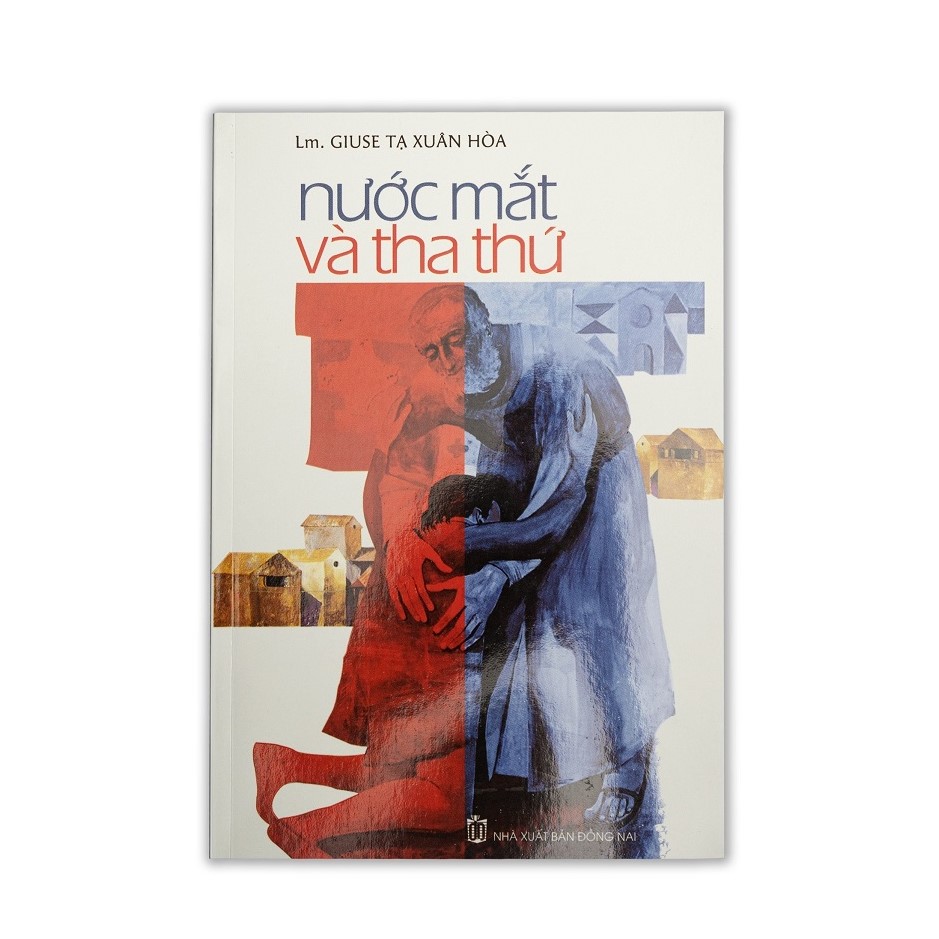 Lm. GIUSE TẠ XUÂN HÒA
nước mắt
và tha thứ
NHÀ XUẤT BẢN ĐỒNG NAI